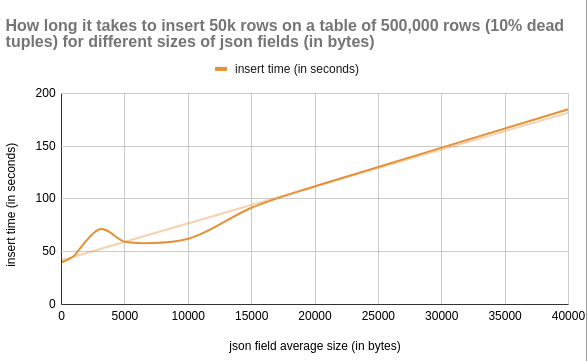 How long it takes to insert 50k rows on a table of 500,000 rows (10% dead
tuples) for different sizes of json fields (in bytes)
insert time (in seconds)
200
150
100
50
0
insert time (in seconds)
0 5000 10000 15000 20000 25000 30000 35000 40000
json field average size (in bytes)